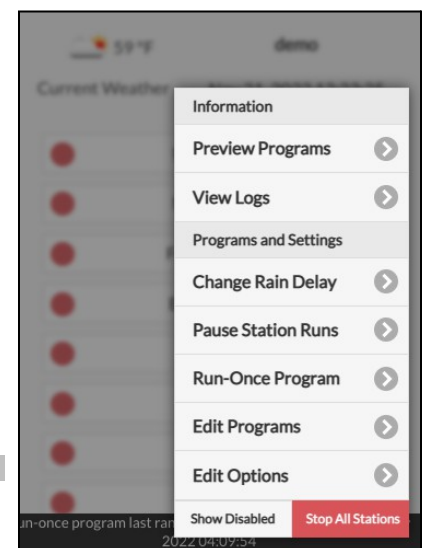 59 °F
demo
Current Weather
Information
Preview Programs
View Logs
Programs and Settings
Change Rain Delay
Pause Station Runs
Run-Once Program
Edit Programs
Edit Options
Show Disabled Stop All Stations
un-once program last ran
2022 04:09:54